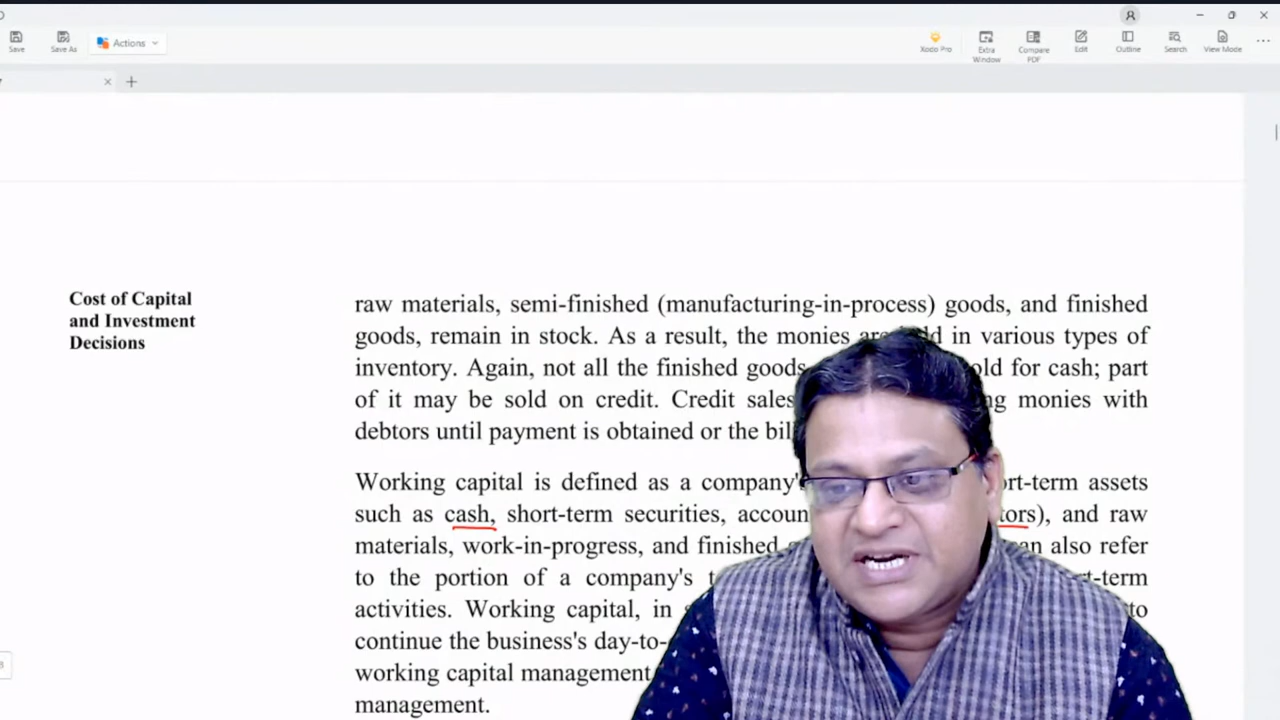 Save
Save As
Actions
Xodo Pro
Extra Window
Compare PDF
Edit
Outline
Search
View Mode
Cost of Capital
and Investment
Decisions
raw materials, semi-finished (manufacturing-in-process) goods, and finished
goods, remain in stock. As a result, the monies are in various types of
inventory. Again, not all the finished goods for cash; part
of it may be sold on credit. Credit sales monies with
debtors until payment is obtained or the
Working capital is defined as a company's assets
such as cash, short-term securities, and raw
materials, work-in-progress, and finished also refer
to the portion of a company's
activities. Working capital, in to
continue the business's
working capital management
management.